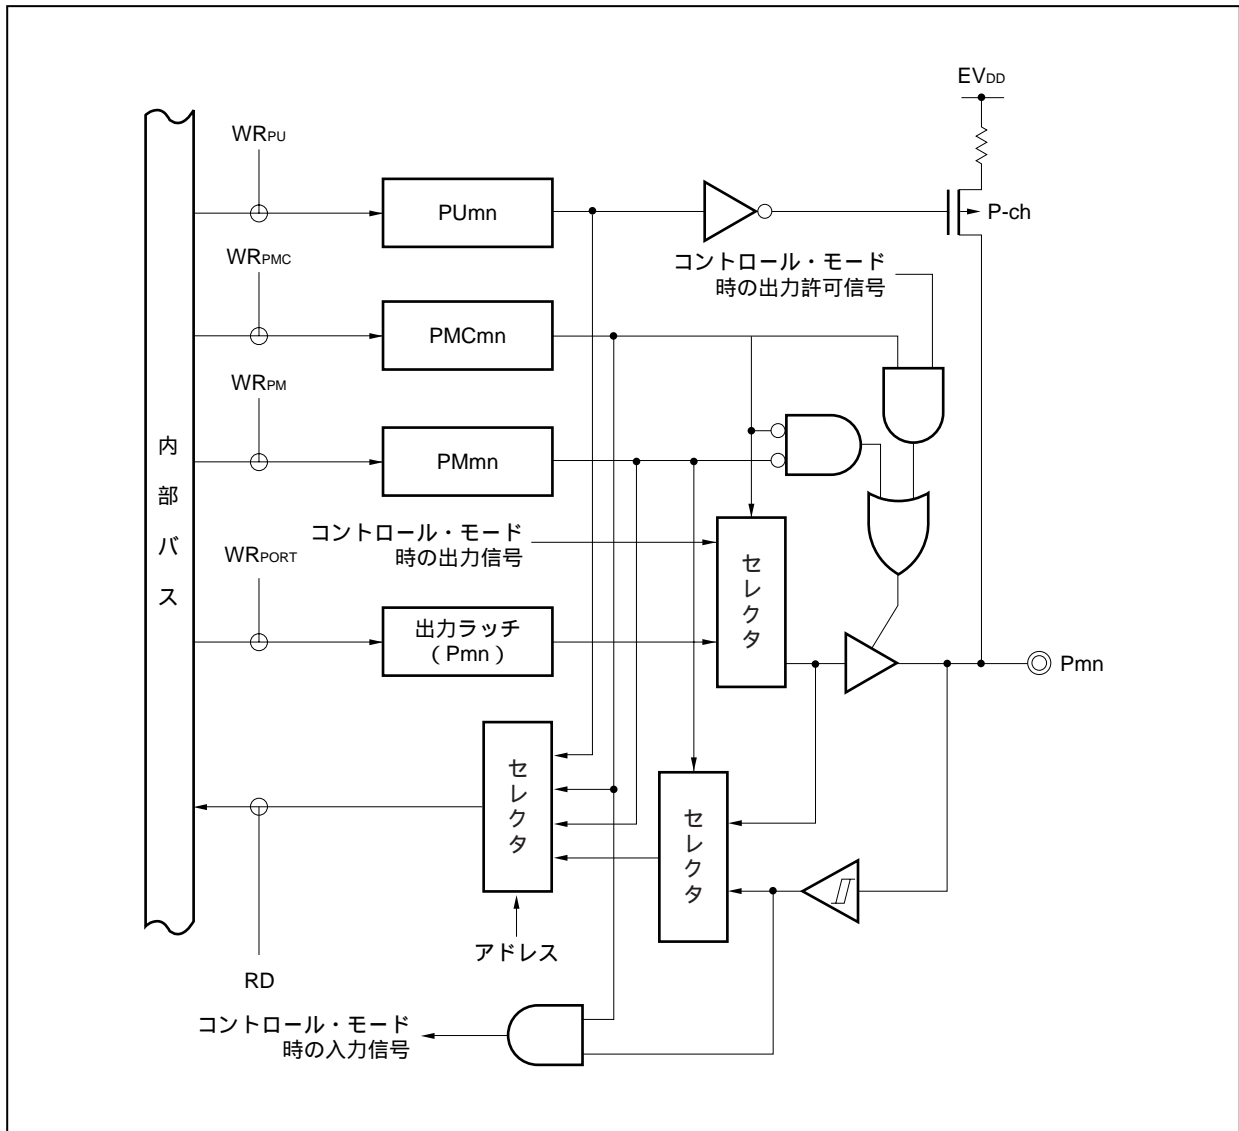 EVDD
WRPU
PUmn
P-ch
WRPMC
コントロール・モード
時の出力許可信号
PMCmn
WRPM
内部バス
PMmn
コントロール・モード
時の出力信号
WRPORT
セレクタ
出力ラッチ
(Pmn)
Pmn
セレクタ
セレクタ
アドレス
RD
コントロール・モード
時の入力信号